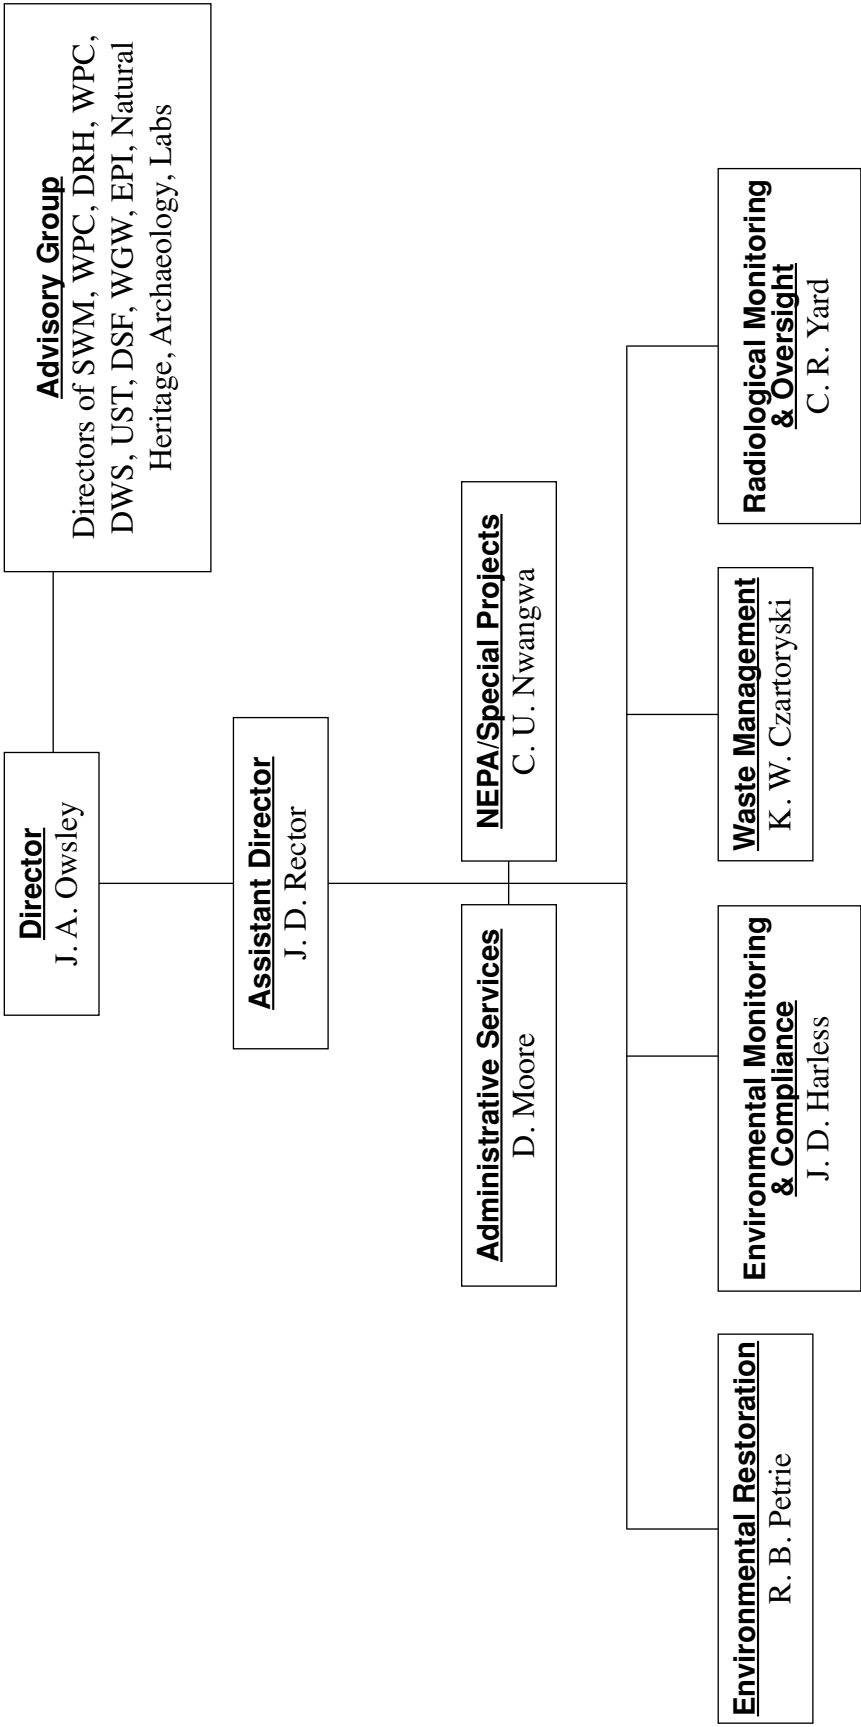 Director
J. A. Owsley
Advisory Group
Directors of SWM, WPC, DRH, WPC,
DWS, UST, DSF, WGW, EPI, Natural
Heritage, Archaeology, Labs
Assistant Director
J. D. Rector
Administrative Services
D. Moore
NEPA/Special Projects
C. U. Nwangwa
Environmental Restoration
R. B. Petrie
Environmental Monitoring
& Compliance
J. D. Harless
Waste Management
K. W. Czartoryski
Radiological Monitoring
& Oversight
C. R. Yard